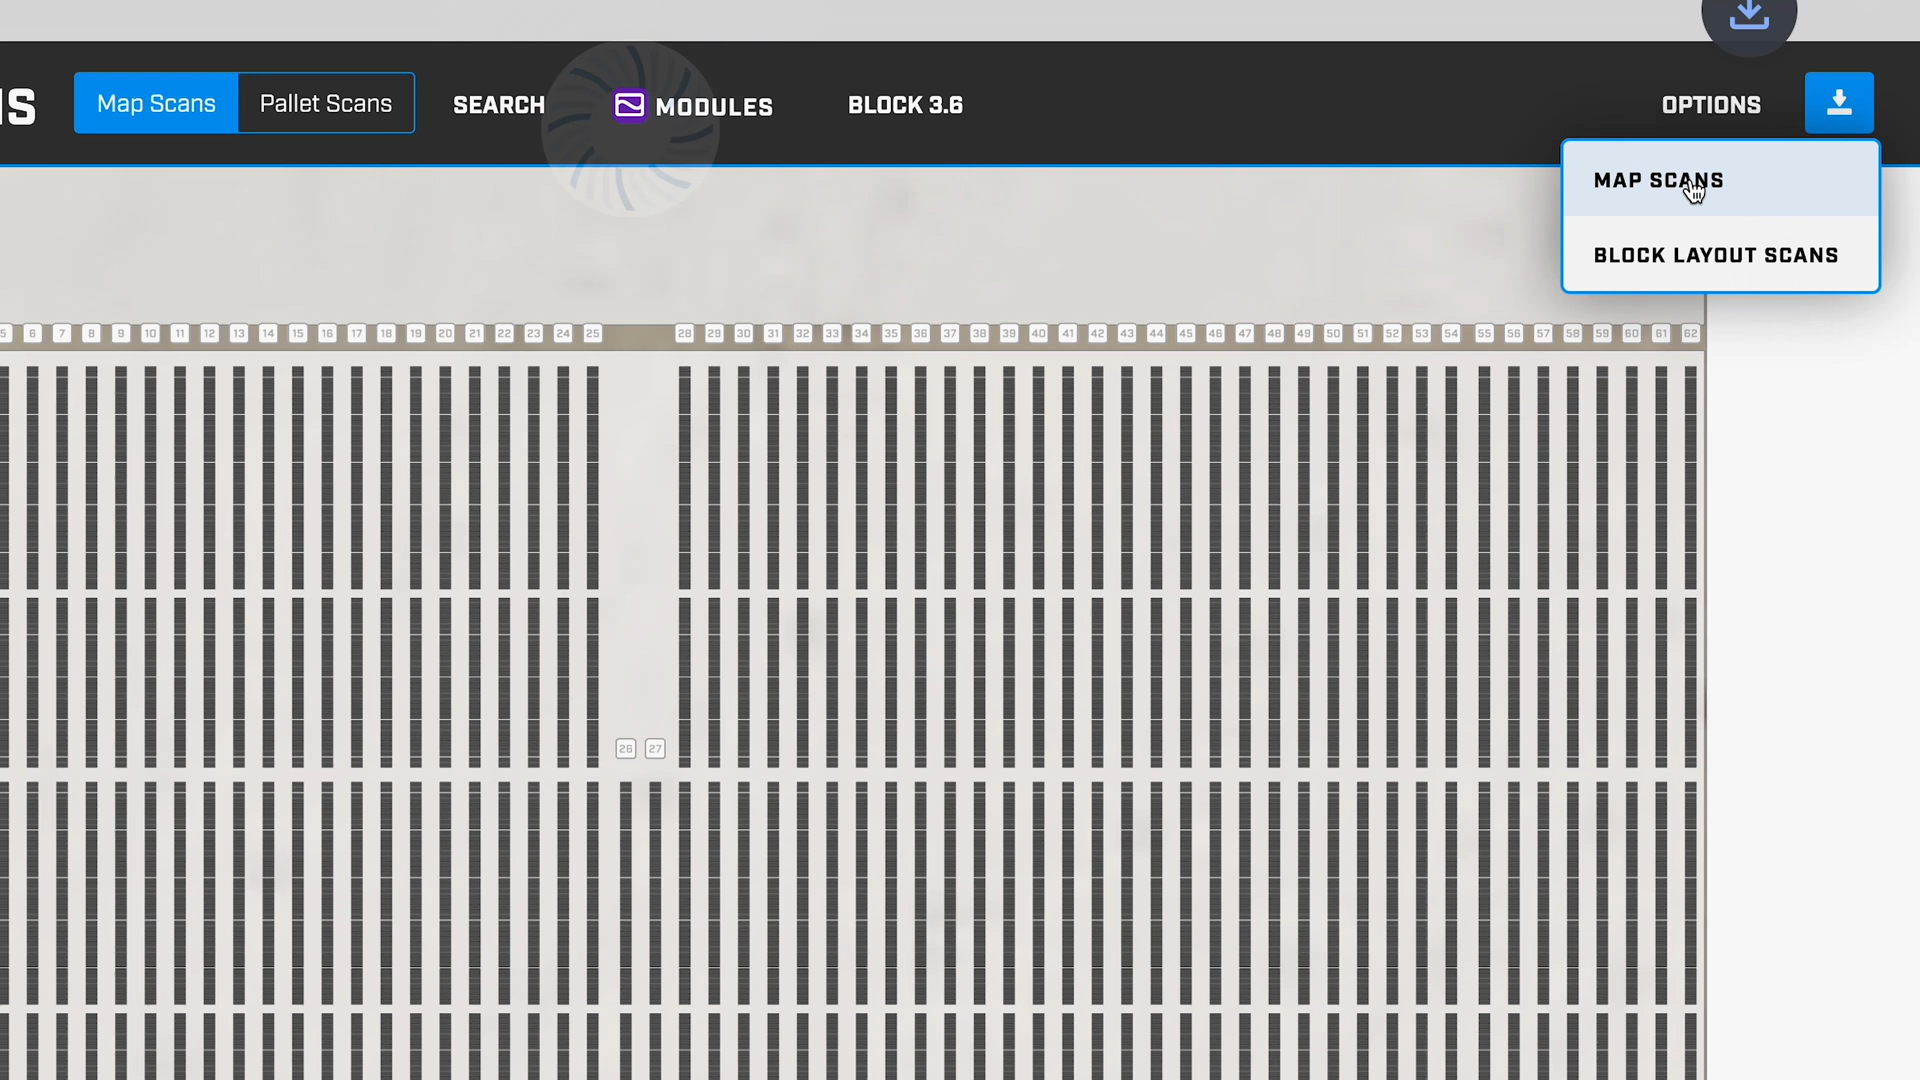 Map Scans
Pallet Scans
SEARCH
MODULES
BLOCK 3.6
OPTIONS
MAP SCANS
BLOCK LAYOUT SCANS
6 7 8 9 10 11 12 13 14 15 16 17 18 19 20 21 22 23 24 25 28 29 30 31 32 33 34 35 36 37 38 39 40 41 42 43 44 45 46 47 48 49 50 51 52 53 54 55 56 57 58 59 60 61 62
26 27